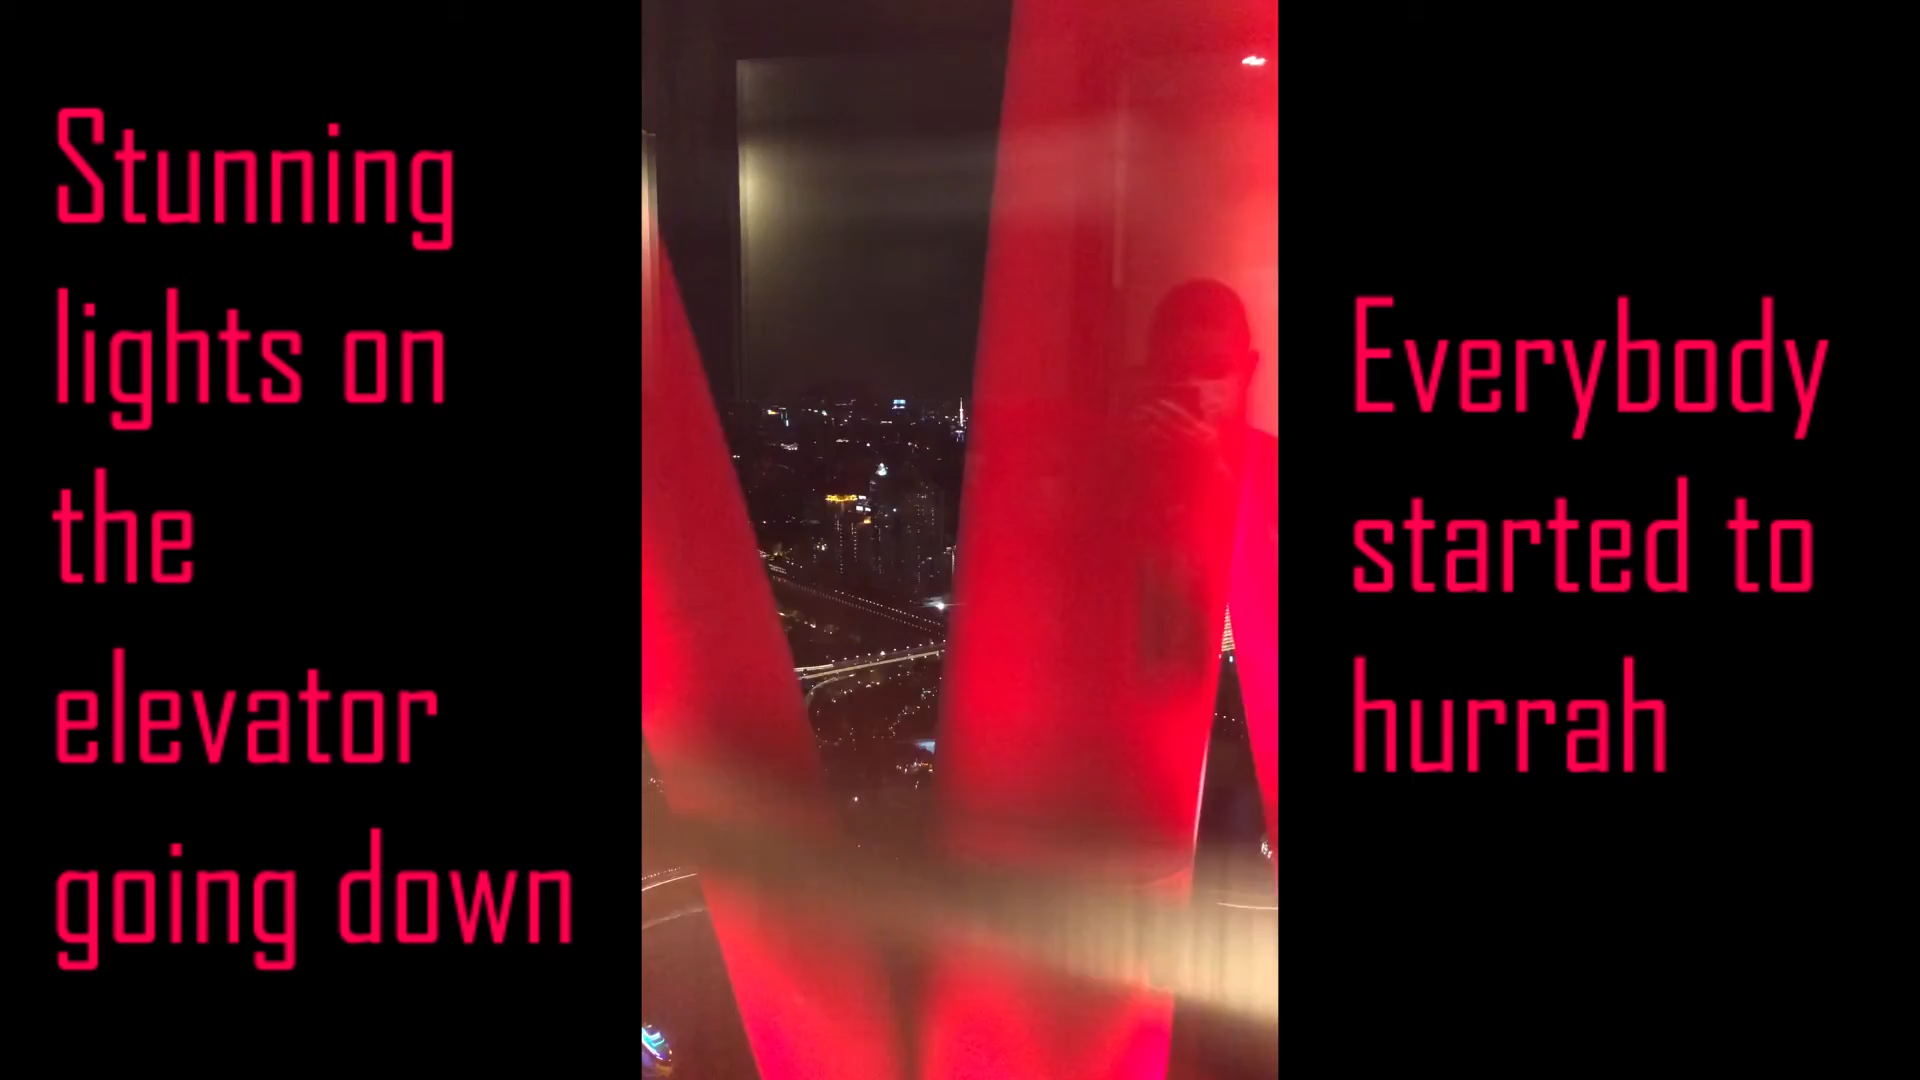 Stunning
lights on
the
elevator
going down
Everybody
started to
hurrah